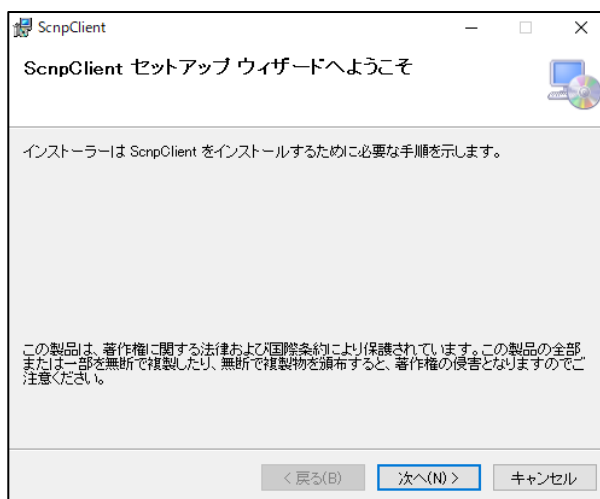 ScnpClient
ScnpClient セットアップ ウィザードへようこそ
インストーラーは ScnpClient をインストールするために必要な手順を示します。
この製品は、著作権に関する法律および国際条約により保護されています。この製品の全部
または一部を無断で複製したり、無断で複製物を頒布すると、著作権の侵害となりますのでご
注意ください。
< 戻る(B)
次へ(N) >
キャンセル